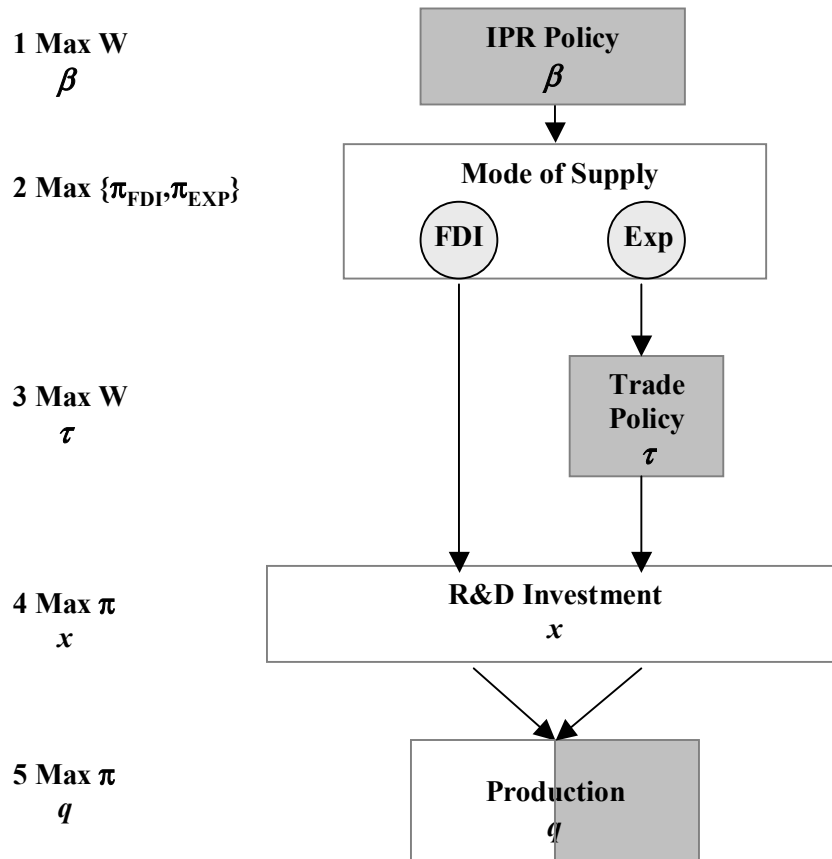 1 Max W
β
IPR Policy
β
2 Max {π_FDI,π_EXP}
Mode of Supply
FDI
Exp
3 Max W
τ
Trade
Policy
τ
4 Max π
x
R&D Investment
x
5 Max π
q
Production
q